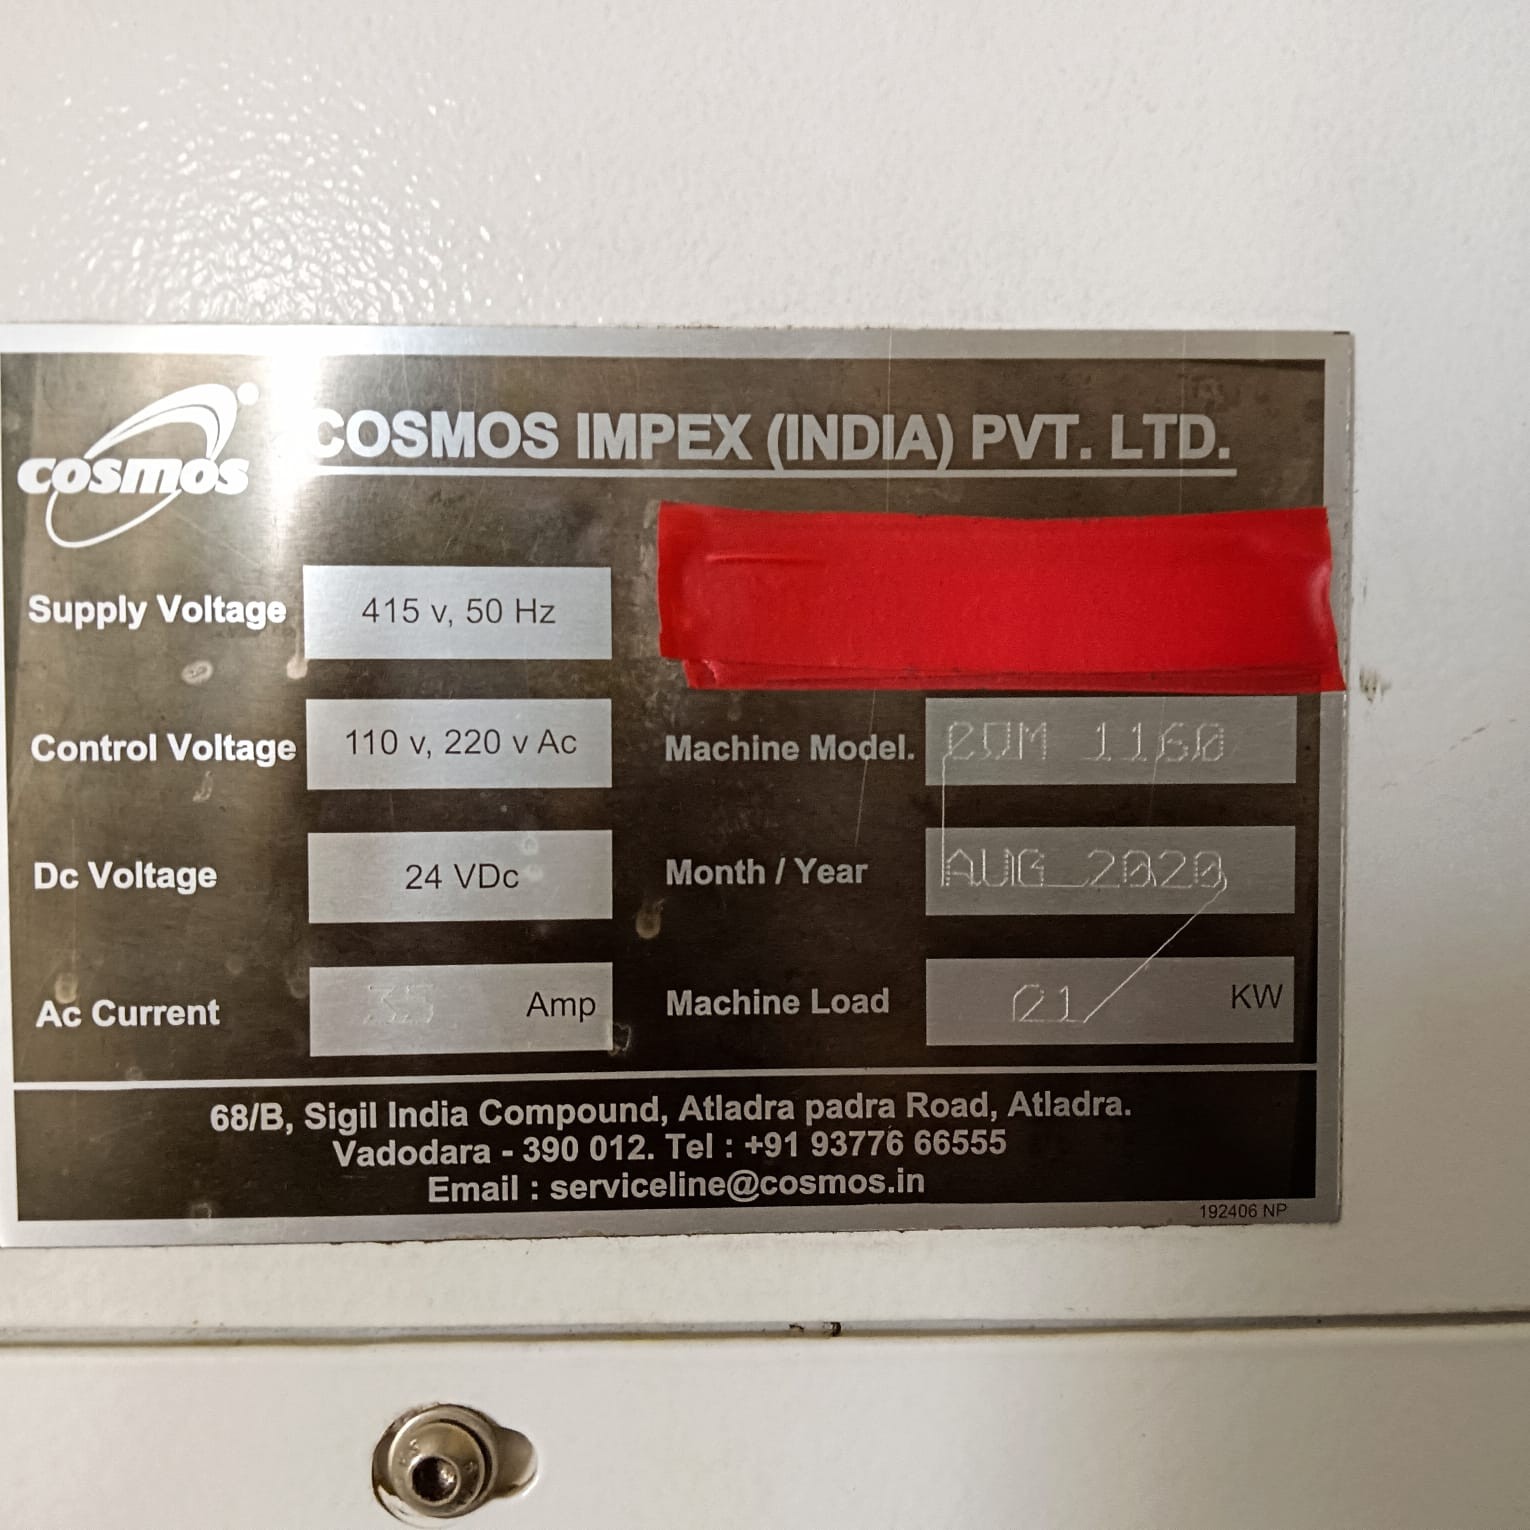 cosmos
COSMOS IMPEX (INDIA) PVT. LTD.
Supply Voltage 415 v, 50 Hz
Control Voltage 110 v, 220 v Ac Machine Model. 1160
Dc Voltage 24 VDc Month / Year AUG 2020
Ac Current 35 Amp Machine Load 21 KW
68/B, Sigil India Compound, Atladra padra Road, Atladra.
Vadodara - 390 012. Tel : +91 93776 66555
Email : serviceline@cosmos.in
192406 NP